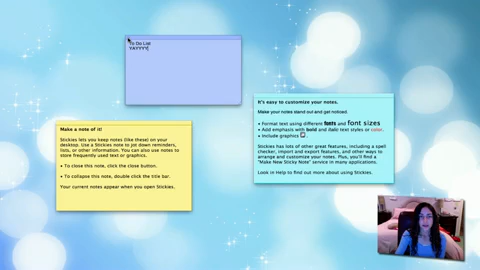 To Do List
YAYYYY
Make a note of it!
Stickies lets you keep notes (like these) on your
desktop. Use a Stickies note to jot down reminders,
lists, or other information. You can also use notes to
store frequently used text or graphics.
• To close this note, click the close button.
• To collapse this note, double click the title bar.
Your current notes appear when you open Stickies.
It's easy to customize your notes.
Make your notes stand out and get noticed.
• Format text using different fonts and font sizes
• Add emphasis with bold and italic text styles or color.
• Include graphics
Stickies has lots of other great features, including a spell
checker, import and export features, and other ways to
arrange and customize your notes. Plus, you'll find a
"Make New Sticky Note" service in many applications.
Look in Help to find out more about using Stickies.